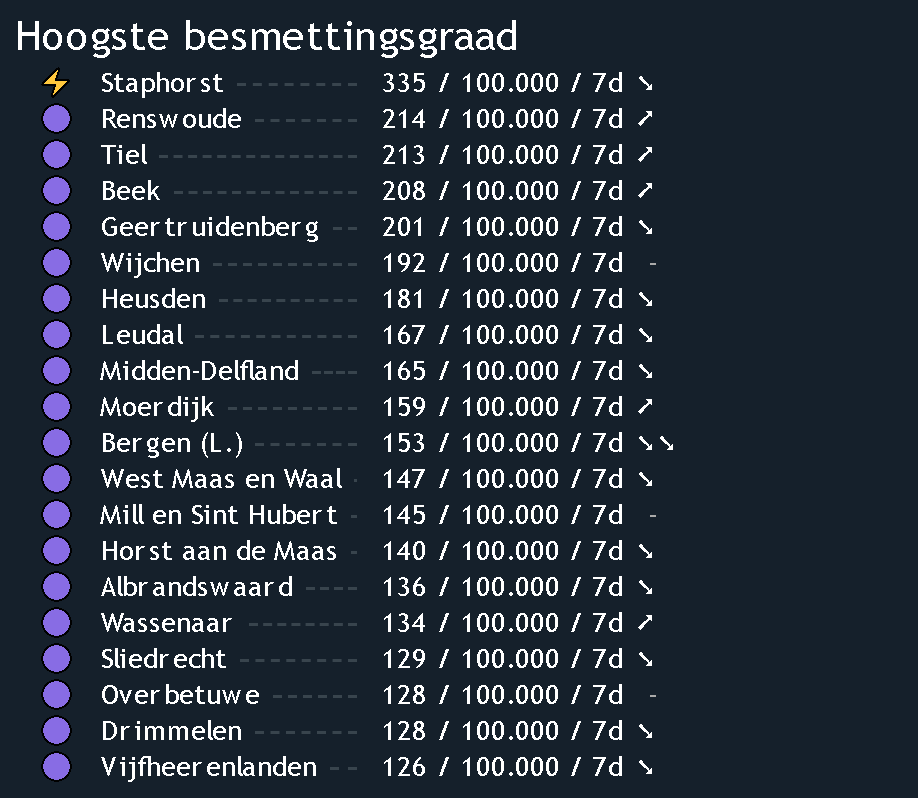 Hoogste besmettingsgraad
Staphorst -------- 335 / 100.000 / 7d ↘
Renswoude ------- 214 / 100.000 / 7d ↗
Tiel ------------- 213 / 100.000 / 7d ↗
Beek ------------ 208 / 100.000 / 7d ↗
Geertruidenberg -- 201 / 100.000 / 7d ↘
Wijchen ---------- 192 / 100.000 / 7d -
Heusden --------- 181 / 100.000 / 7d ↘
Leudal ----------- 167 / 100.000 / 7d ↘
Midden-Delfland ---- 165 / 100.000 / 7d ↘
Moerdijk --------- 159 / 100.000 / 7d ↗
Bergen (L.) ------- 153 / 100.000 / 7d ↘↘
West Maas en Waal - 147 / 100.000 / 7d ↘
Mill en Sint Hubert - 145 / 100.000 / 7d -
Horst aan de Maas - 140 / 100.000 / 7d ↘
Albrandswaard ---- 136 / 100.000 / 7d ↘
Wassenaar -------- 134 / 100.000 / 7d ↗
Sliedrecht -------- 129 / 100.000 / 7d ↘
Overbetuwe ------ 128 / 100.000 / 7d -
Drimmelen ------- 128 / 100.000 / 7d ↘
Vijfheerenlanden -- 126 / 100.000 / 7d ↘